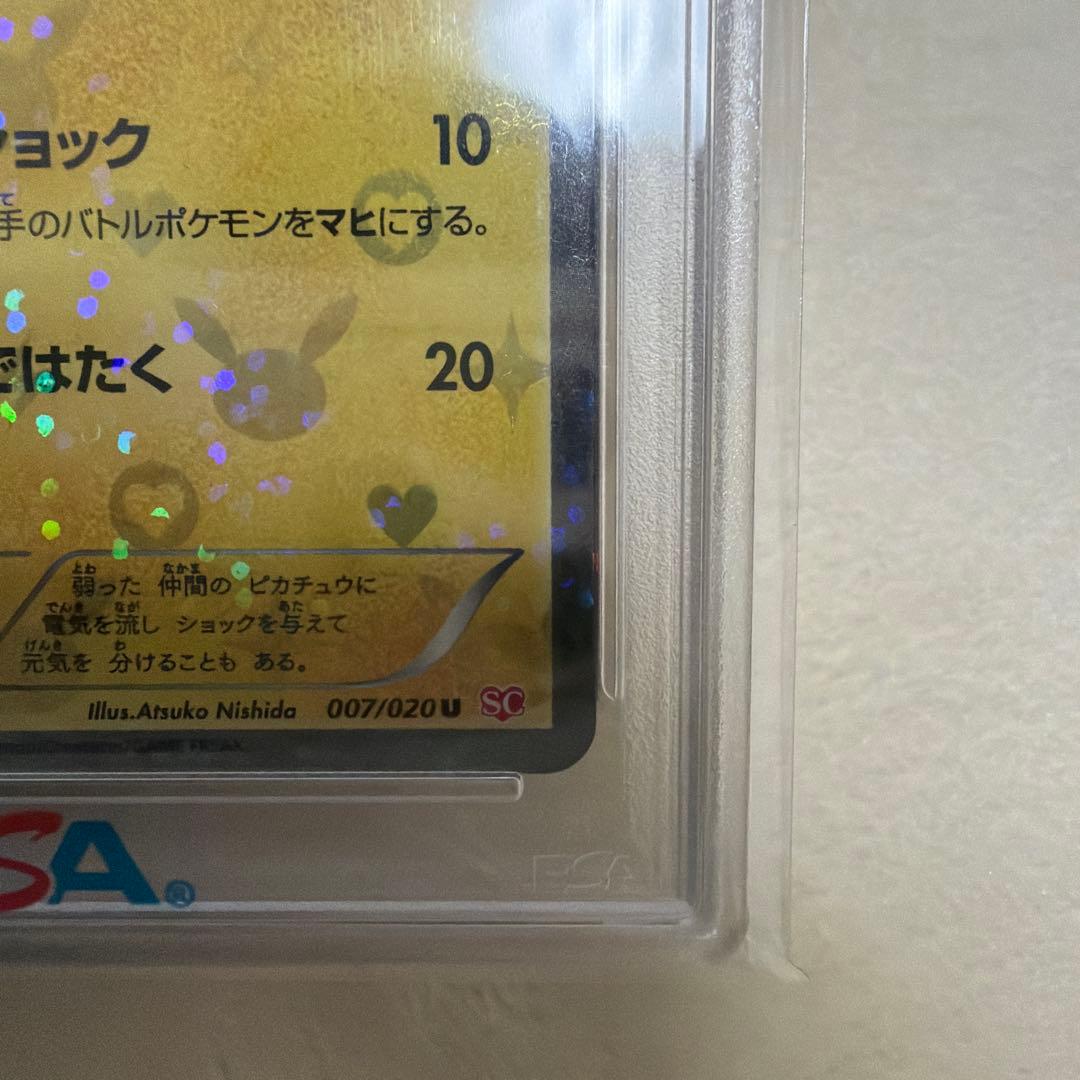 ョック 10
手のバトルポケモンをマヒにする。
ではたく 20
弱った 仲間の ピカチュウに
電気を流し ショックを与えて
元気を 分けることも ある。
Illus.Atsuko Nishida 007/020 U SC
GAME FREAK
SA®
PSA